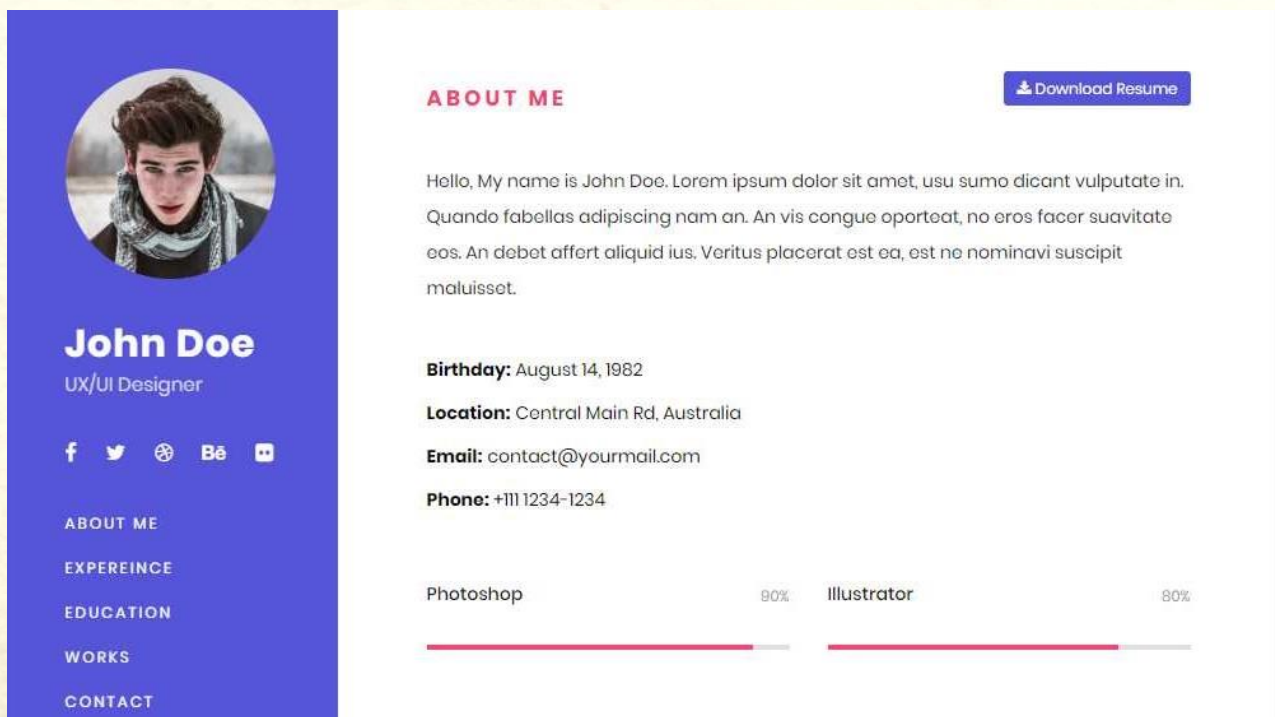 John Doe
UX/UI Designer
Bē
ABOUT ME
EXPEREINCE
EDUCATION
WORKS
CONTACT
ABOUT ME
Download Resume
Hello, My name is John Doe. Lorem ipsum dolor sit amet, usu sumo dicant vulputate in.
Quando fabellas adipiscing nam an. An vis congue oporteat, no eros facer suavitate
eos. An debet affert aliquid ius. Veritus placerat est ea, est ne nominavi suscipit
maluisset.
Birthday: August 14, 1982
Location: Central Main Rd, Australia
Email: contact@yourmail.com
Phone: +111 1234-1234
Photoshop 90%
Illustrator 80%